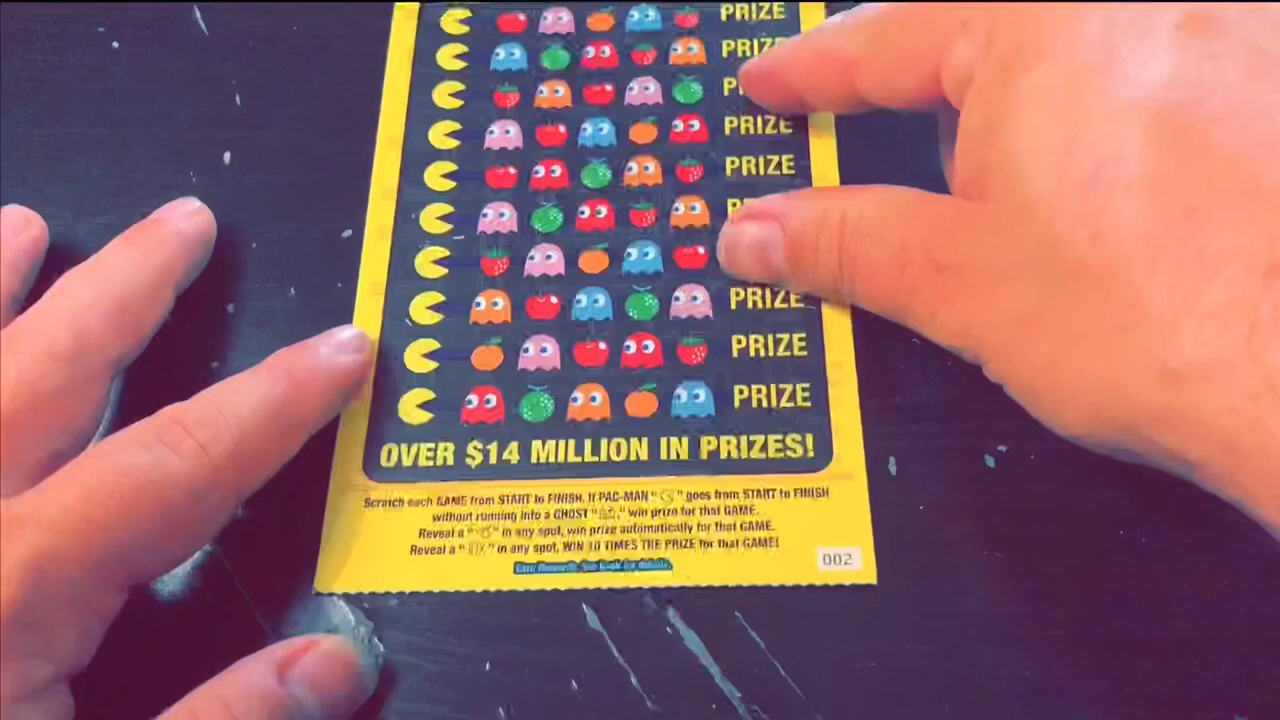 PRIZE
PRIZE
PRIZE
PRIZE
PRIZE
PRIZE
PRIZE
OVER $14 MILLION IN PRIZES!
Scratch each GAME from START to FINISH. If PAC-MAN " " goes from START to FINISH
without running into a GHOST " ," win prize for that GAME.
Reveal a " " in any spot, win prize automatically for that GAME.
Reveal a " " in any spot, WIN 10 TIMES THE PRIZE for that GAME!
002